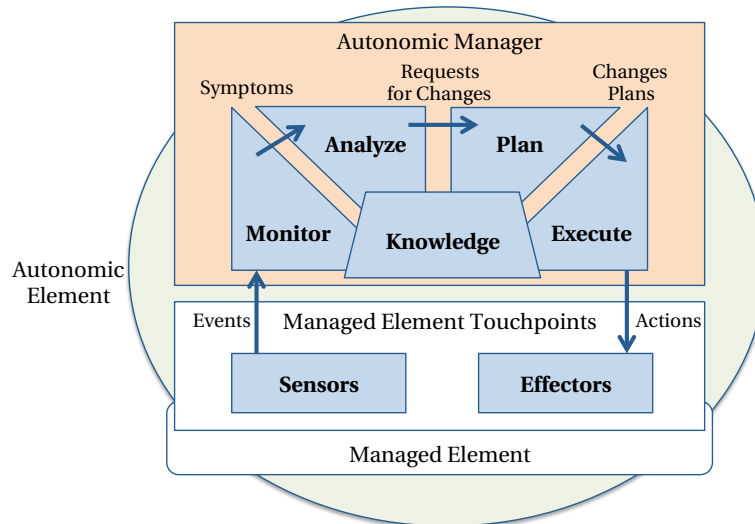 Autonomic Manager
Symptoms
Requests
for Changes
Changes
Plans
Analyze
Plan
Monitor
Knowledge
Execute
Autonomic
Element
Events
Managed Element Touchpoints
Actions
Sensors
Effectors
Managed Element